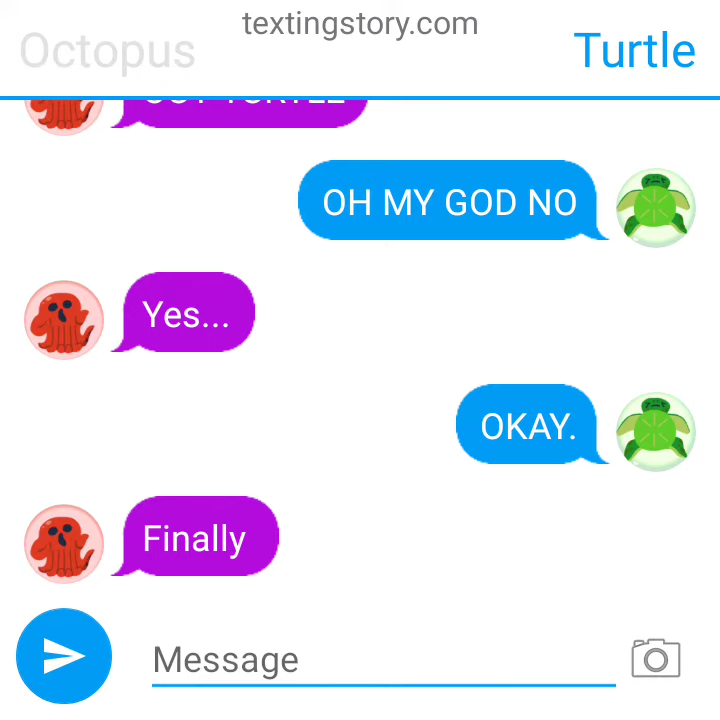 textingstory.com
Octopus
Turtle
OH MY GOD NO
Yes...
OKAY.
Finally
Message